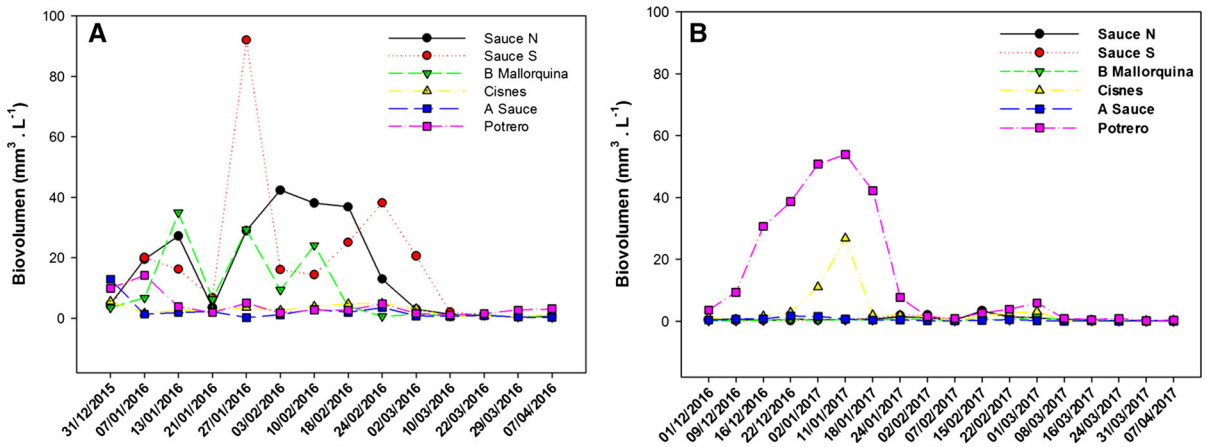 A
Biovolumen (mm³ . L⁻¹)
100
80
60
40
20
0
Sauce N
Sauce S
B Mallorquina
Cisnes
A Sauce
Potrero
31/12/2015
07/01/2016
13/01/2016
21/01/2016
27/01/2016
03/02/2016
10/02/2016
18/02/2016
24/02/2016
02/03/2016
10/03/2016
22/03/2016
29/03/2016
07/04/2016
B
Biovolumen (mm³ . L⁻¹)
100
80
60
40
20
0
Sauce N
Sauce S
B Mallorquina
Cisnes
A Sauce
Potrero
01/12/2016
09/12/2016
16/12/2016
22/12/2016
02/01/2017
11/01/2017
18/01/2017
24/01/2017
02/02/2017
07/02/2017
15/02/2017
22/02/2017
01/03/2017
08/03/2017
16/03/2017
24/03/2017
31/03/2017
07/04/2017